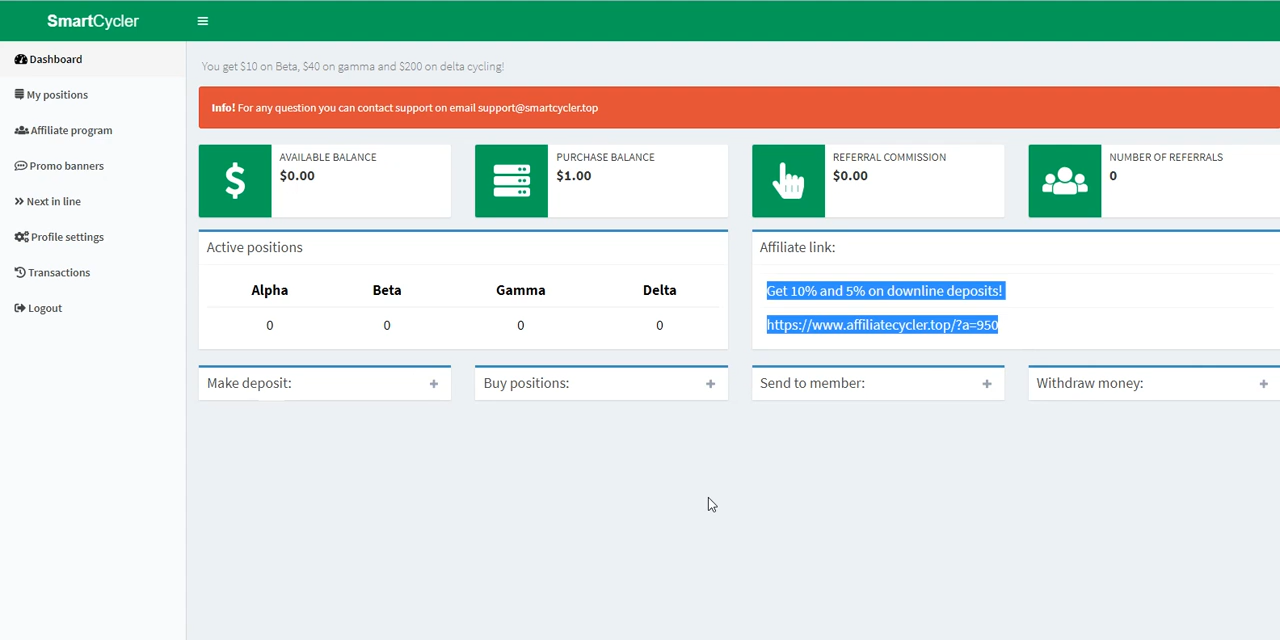 SmartCycler
Dashboard
My positions
Affiliate program
Promo banners
Next in line
Profile settings
Transactions
Logout
You get $10 on Beta, $40 on gamma and $200 on delta cycling!
Info! For any question you can contact support on email support@smartcycler.top
AVAILABLE BALANCE
$0.00
PURCHASE BALANCE
$1.00
REFERRAL COMMISSION
$0.00
NUMBER OF REFERRALS
0
Active positions
Alpha Beta Gamma Delta
0 0 0 0
Affiliate link:
Get 10% and 5% on downline deposits!
https://www.affiliatecycler.top/?a=950
Make deposit: +
Buy positions: +
Send to member: +
Withdraw money: +